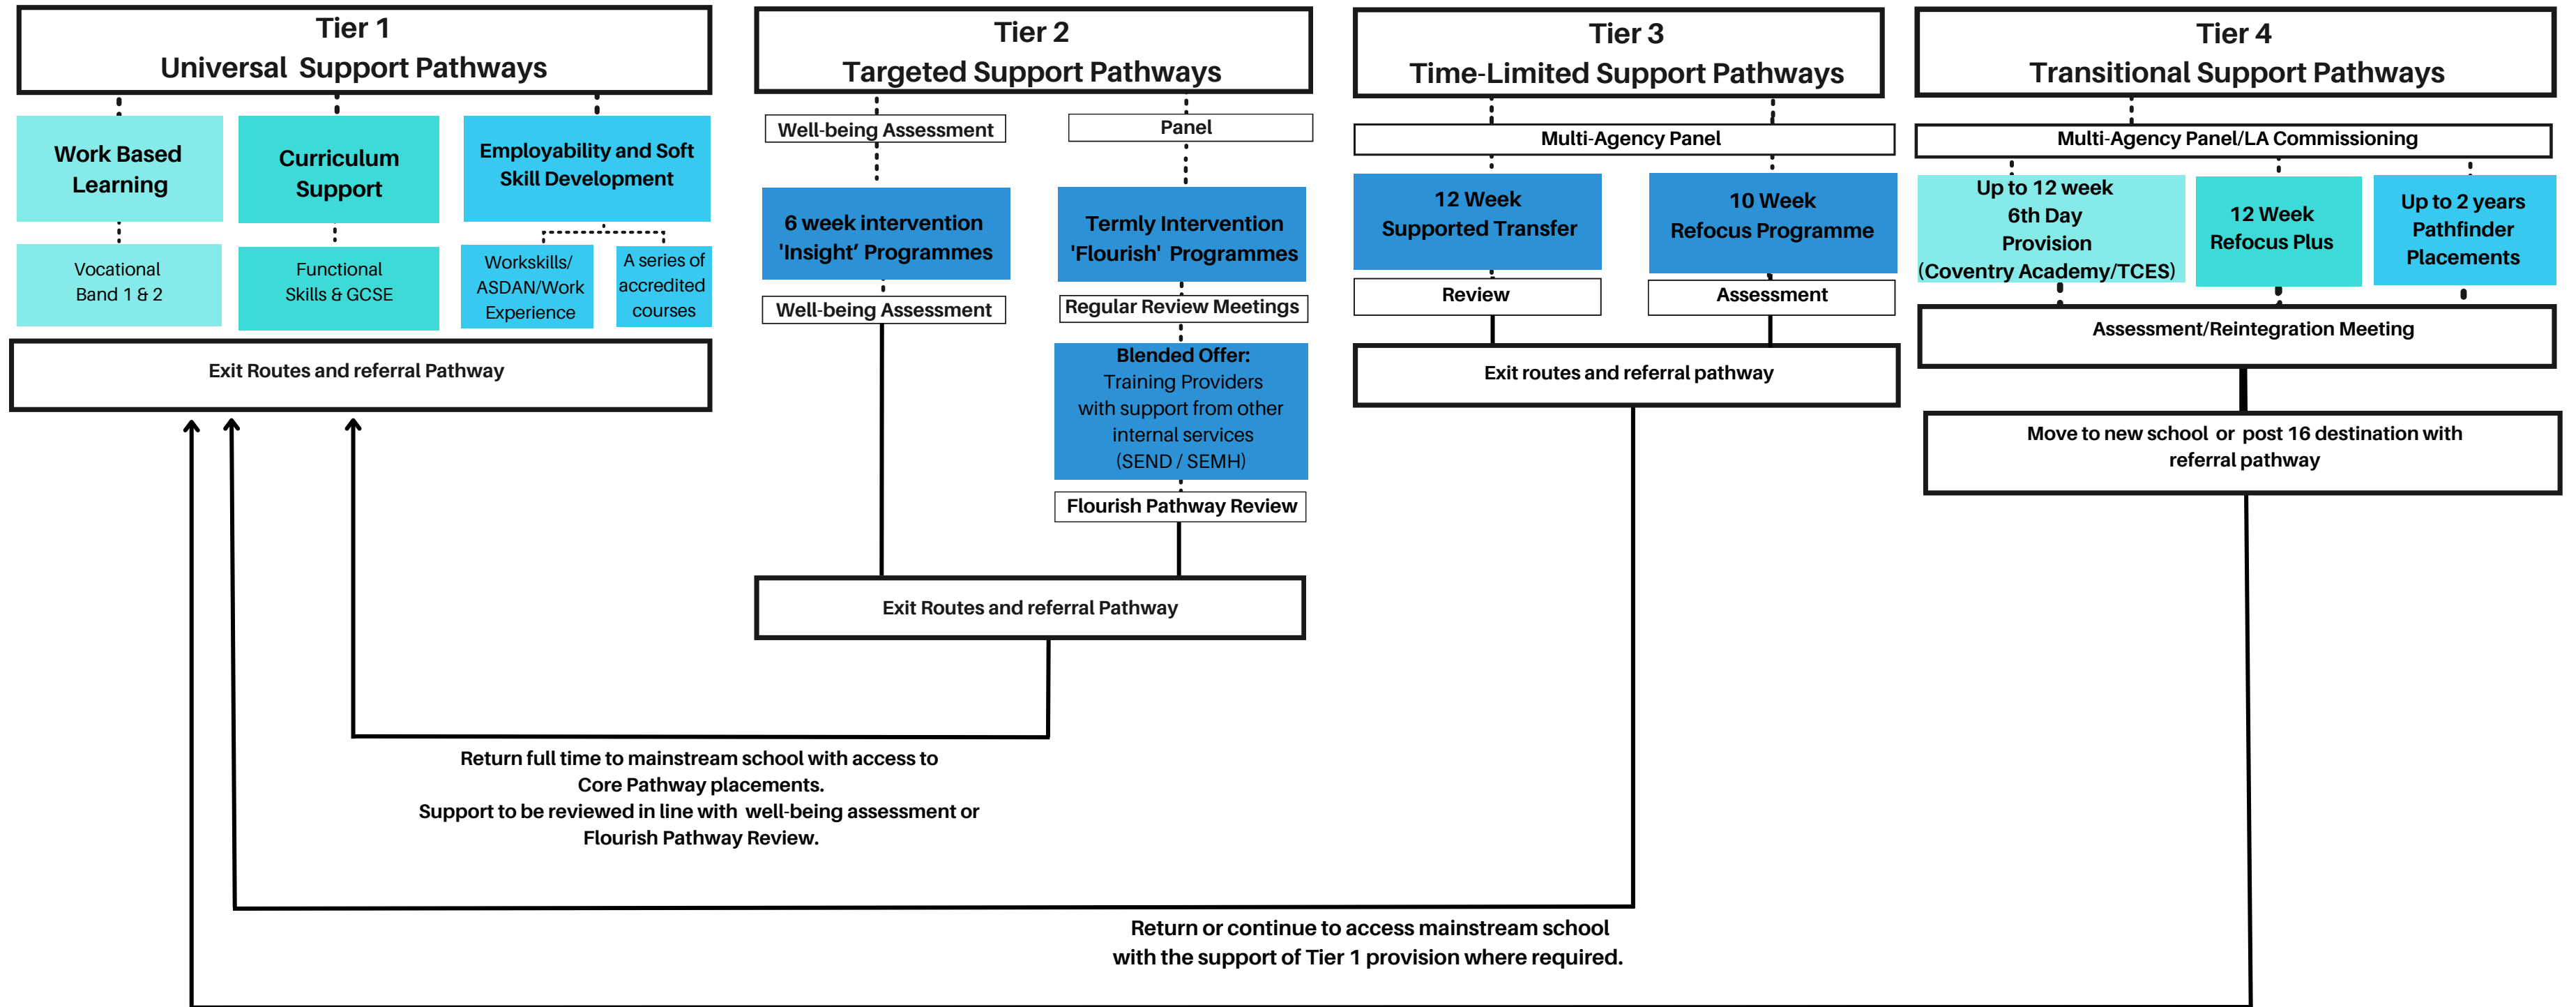 Tier 1
Universal Support Pathways
Work Based
Learning
Curriculum
Support
Employability and Soft
Skill Development
Vocational
Band 1 & 2
Functional
Skills & GCSE
Workskills/
ASDAN/Work
Experience
A series of
accredited
courses
Exit Routes and referral Pathway
Tier 2
Targeted Support Pathways
Well-being Assessment
Panel
6 week intervention
'Insight' Programmes
Termly Intervention
'Flourish' Programmes
Well-being Assessment
Regular Review Meetings
Blended Offer:
Training Providers
with support from other
internal services
(SEND / SEMH)
Flourish Pathway Review
Exit Routes and referral Pathway
Tier 3
Time-Limited Support Pathways
Multi-Agency Panel
12 Week
Supported Transfer
10 Week
Refocus Programme
Review
Assessment
Exit routes and referral pathway
Tier 4
Transitional Support Pathways
Multi-Agency Panel/LA Commissioning
Up to 12 week
6th Day
Provision
(Coventry Academy/TCES)
12 Week
Refocus Plus
Up to 2 years
Pathfinder
Placements
Assessment/Reintegration Meeting
Move to new school or post 16 destination with
referral pathway
Return full time to mainstream school with access to
Core Pathway placements.
Support to be reviewed in line with well-being assessment or
Flourish Pathway Review.
Return or continue to access mainstream school
with the support of Tier 1 provision where required.